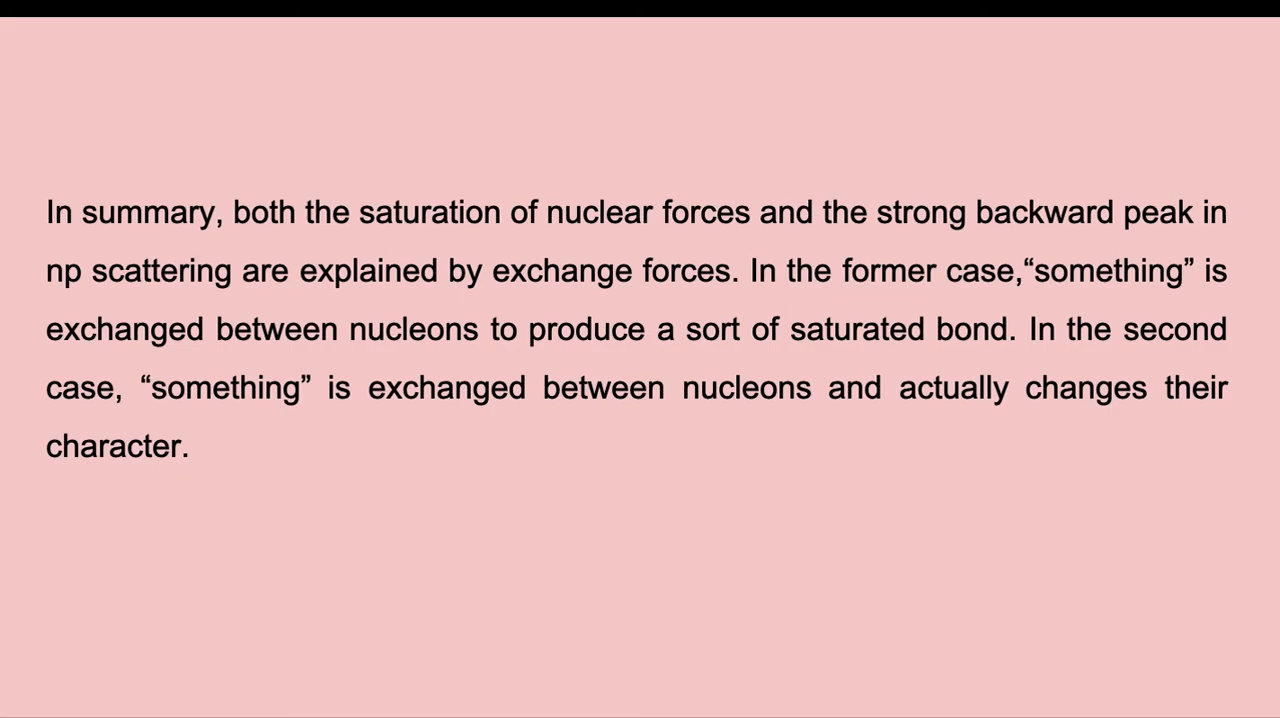 In summary, both the saturation of nuclear forces and the strong backward peak in
np scattering are explained by exchange forces. In the former case,“something” is
exchanged between nucleons to produce a sort of saturated bond. In the second
case, “something” is exchanged between nucleons and actually changes their
character.